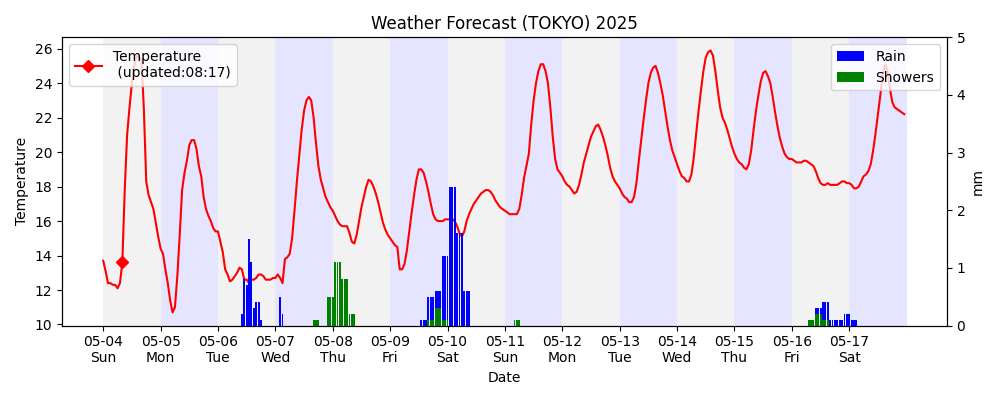 Weather Forecast (TOKYO) 2025
Temperature
(updated:08:17)
Rain
Showers
Temperature
26
24
22
20
18
16
14
12
10
5
4
3
2
1
0
mm
05-04 05-05 05-06 05-07 05-08 05-09 05-10 05-11 05-12 05-13 05-14 05-15 05-16 05-17
Sun Mon Tue Wed Thu Fri Sat Sun Mon Tue Wed Thu Fri Sat
Date